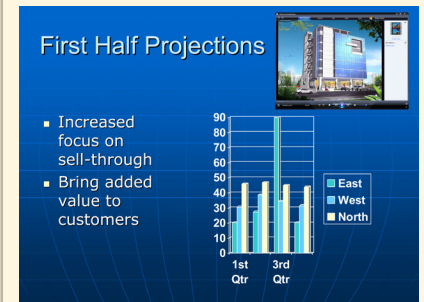 First Half Projections
Increased
focus on
sell-through
Bring added
value to
customers
90
80
70
60
50
40
30
20
10
0
1st
Qtr
3rd
Qtr
East
West
North